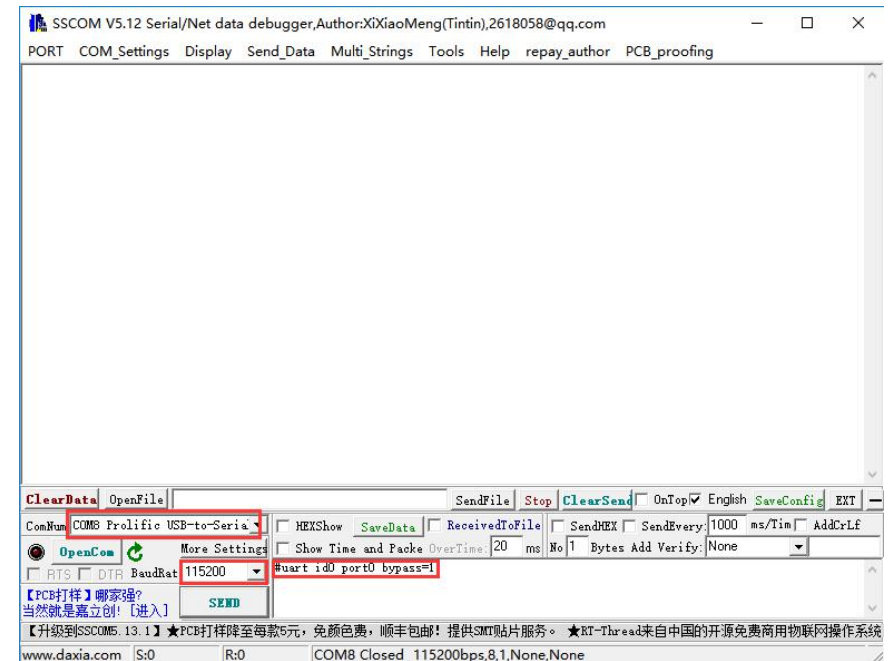 SSCOM V5.12 Serial/Net data debugger,Author:XiXiaoMeng(Tintin),2618058@qq.com
PORT COM_Settings Display Send_Data Multi_Strings Tools Help repay_author PCB_proofing
ClearData OpenFile SendFile Stop ClearSend OnTop English SaveConfig EXT —
ComNum COM8 Prolific USB-to-Seria HEXShow SaveData ReceivedToFile SendHEX SendEvery: 1000 ms/Tim AddCrLf
OpenCom More Settings Show Time and Packe OverTime: 20 ms No 1 Bytes Add Verify: None
RTS DTR BaudRat 115200 #uart id0 port0 bypass=1
【PCB打样】哪家强?
当然就是嘉立创!【进入】 SEND
【升级到SSCOM5.13.1】★PCB打样降至每款5元，免颜色费，顺丰包邮！提供SMT贴片服务。 ★RT-Thread来自中国的开源免费商用物联网操作系统
www.daxia.com S:0 R:0 COM8 Closed 115200bps,8,1,None,None